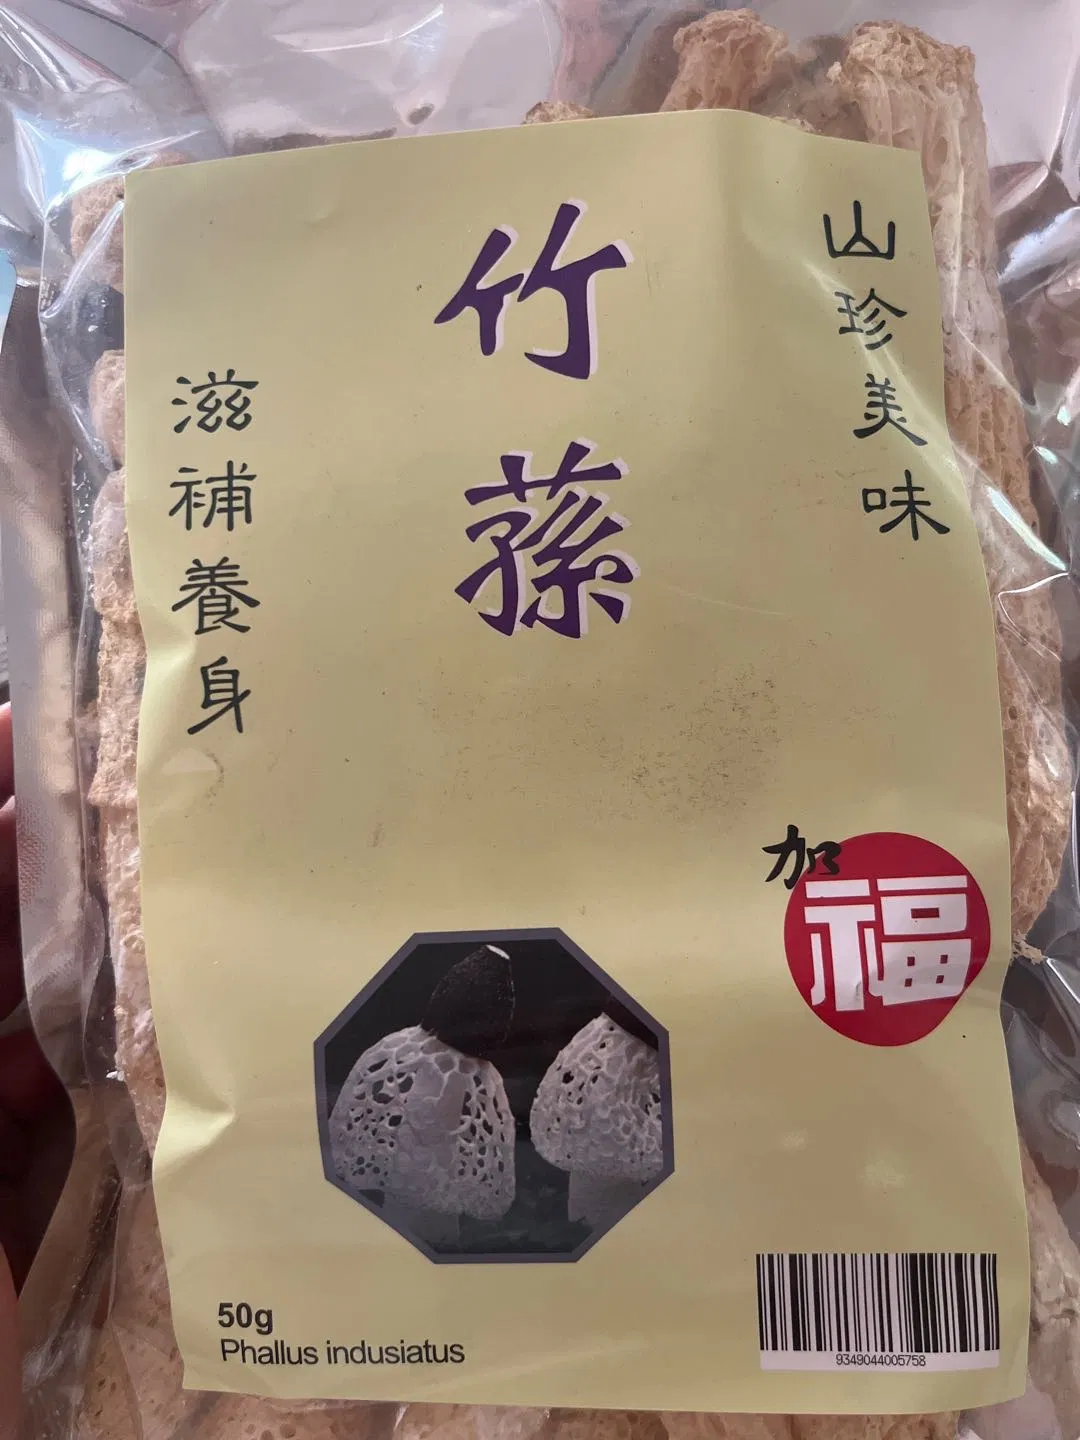 山珍美味
竹蓀
滋補養身
加福
50g
Phallus indusiatus
9349044005758